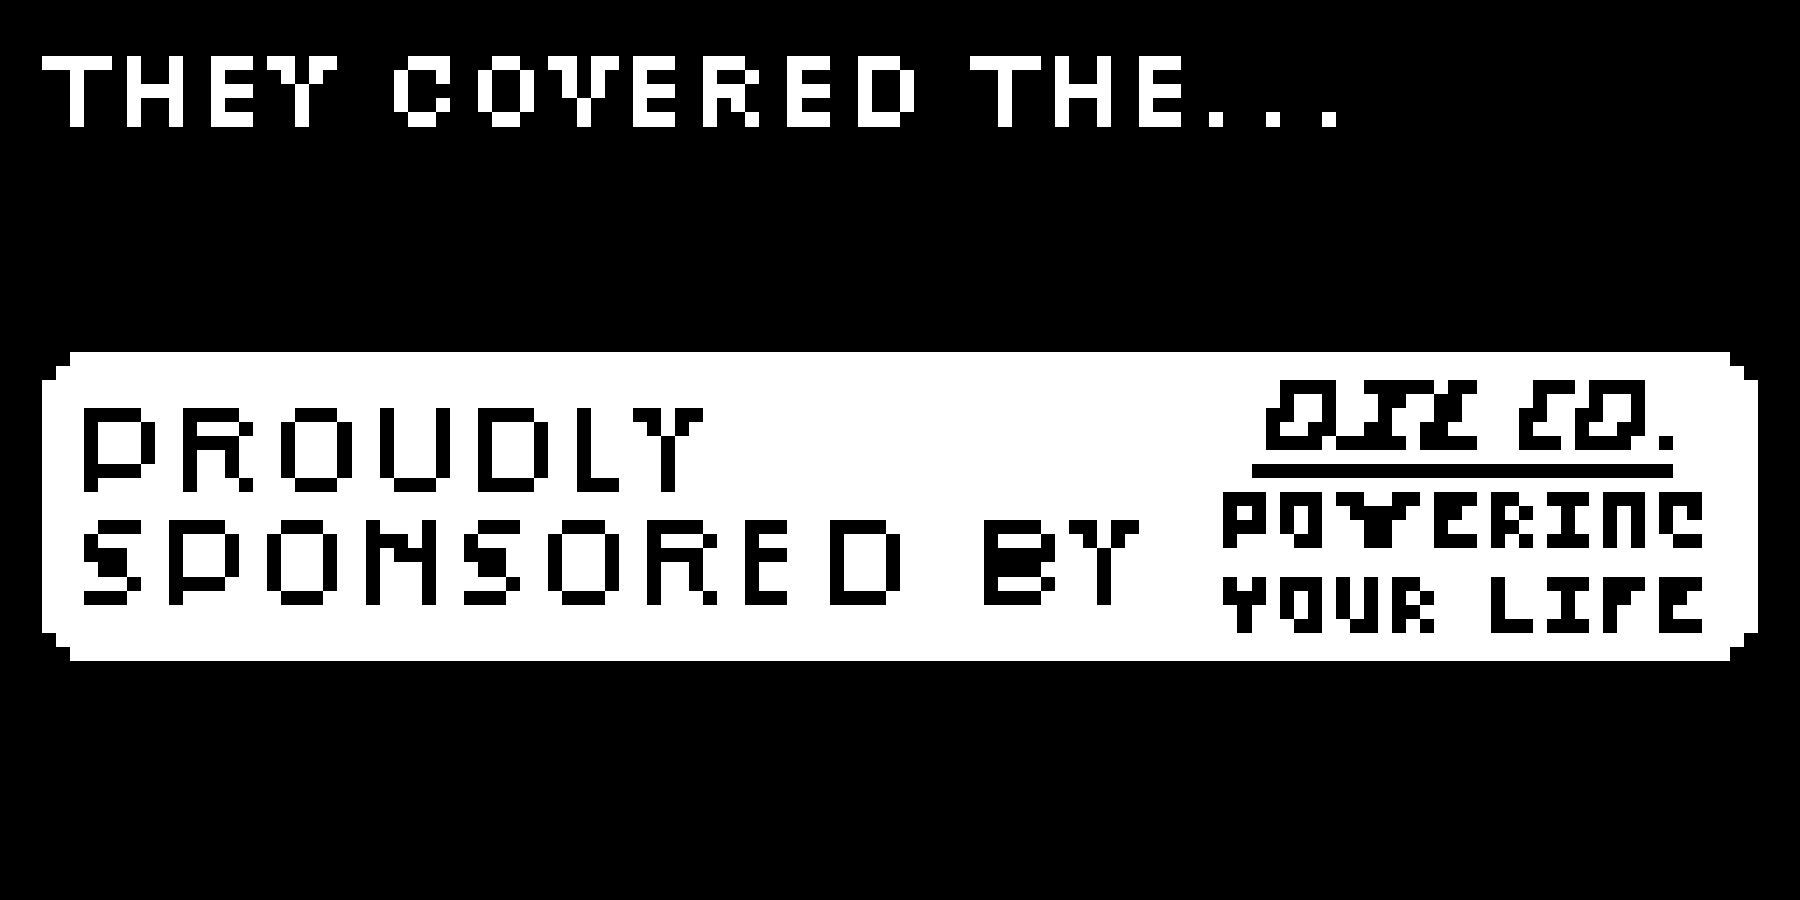 THEY COVERED THE...
PROUDLY
SPONSORED BY
OIL CO.
POWERING
YOUR LIFE